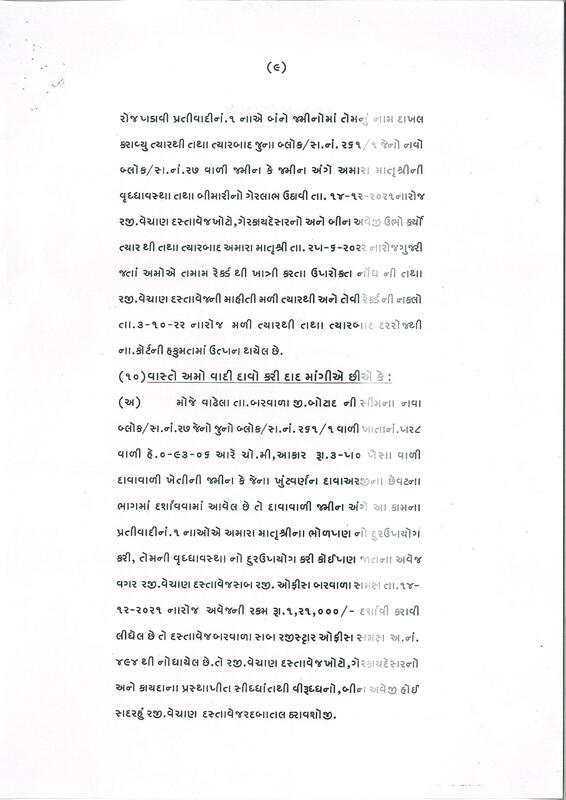 (૯)
રોજ ખડાવી પ્રતીવાદીનં.૧ નાએ બંને જમીનોમાં તેમનું નામ દાખલ
કરાવ્યુ ત્યારથી તથા ત્યારબાદ જુના બ્લોક/સ.નં. ૨૬૧/૧ જેનો નવો
બ્લોક/સ.નં.૨૭ વાળી જમીન કે જમીન અંગે અમારા માતૃશ્રીની
વૃધ્ધાવસ્થા તથા બીમારીનો ગેરલાભ ઉઠાવી તા. ૧૪-૧૨-૨૦૨૧નારોજ
રજી.વેચાણ દસ્તાવેજખોટો,ગેરકાયદેસરનો અને બીન અવેજી ઉભો કર્યો
ત્યાર થી તથા ત્યારબાદ અમારા માતૃશ્રી તા. ૨૫-૬-૨૦૨૨ નારોજગુજરી
જતાં અમોએ તમામ રેકર્ડ થી ખાત્રી કરતા ઉપરોકત નોંધ ની તથા
રજી.વેચાણ દસ્તાવેજની માહીતી મળી ત્યારથી અને તેવી રેકર્ડની નકલો
તા.૩-૧૦-૨૨ નારોજ મળી ત્યારથી તથા ત્યારબાદ દરરોજથી
ના.કોર્ટની હકુમતમાં ઉત્પન થાયેલ છે.
(૧૦) વાસ્તે અમો વાદી દાવો કરી દાદ માંગીએ છીએ કે :
(અ) મોજે વાઢેલા તા.બરવાળા જી.બોટાદ ની સીમના નવા
બ્લોક/સ.નં.૨૭ જેનો જુનો બ્લોક/સ.નં. ૨૬૧/૧ વાળી ખાતાનં.૫૨૮
વાળી હે.૦-૯૩-૦૬ આરે ચો.મી,આકાર રૂા.૩-૫૦ પૈસા વાળી
દાવાવાળી ખેતીની જમીન કે જેના ખુંટવર્ણન દાવાઅરજીના છેવટના
ભાગમાં દર્શાવવામાં આવેલ છે તે દાવાવાળી જમીન અંગે આ કામના
પ્રતીવાદીનં.૧ નાઓએ અમારા માતૃશ્રીના ભોળપણ નો દુરઉપયોગ
કરી, તેમની વૃધ્ધાવસ્થા નો દુરઉપયોગ કરી કોઈપણ જાતના અવેજ
વગર રજી.વેચાણ દસ્તાવેજસબ રજી. ઓફીસ બરવાળા સમક્ષ તા.૧૪-
૧૨-૨૦૨૧ નારોજ અવેજની રકમ રૂા.૧,૨૧,૦૦૦/- દર્શાવી કરાવી
લીધેલ છે તે દસ્તાવેજ બરવાળા સબ રજીસ્ટ્રાર ઓફીસ સમક્ષ અ.નં.
૪૯૪ થી નોધાયેલ છે.તે રજી.વેચાણ દસ્તાવેજખોટો,ગેરકાયદેસરનો
અને કાયદાના પ્રસ્થાપીત સીધ્ધાંતથી વીરૂધ્ધનો,બીન અવેજી હોઈ
સદરહું રજી.વેચાણ દસ્તાવેજરદબાતલ ઠરાવશોજી.